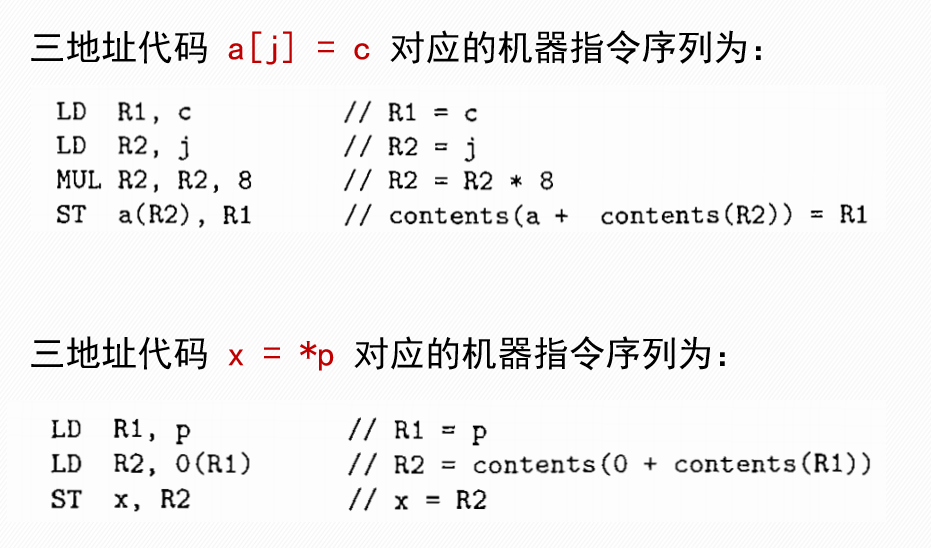 三地址代码 a[j] = c 对应的机器指令序列为:
LD R1, c // R1 = c
LD R2, j // R2 = j
MUL R2, R2, 8 // R2 = R2 * 8
ST a(R2), R1 // contents(a + contents(R2)) = R1
三地址代码 x = *p 对应的机器指令序列为:
LD R1, p // R1 = p
LD R2, 0(R1) // R2 = contents(0 + contents(R1))
ST x, R2 // x = R2